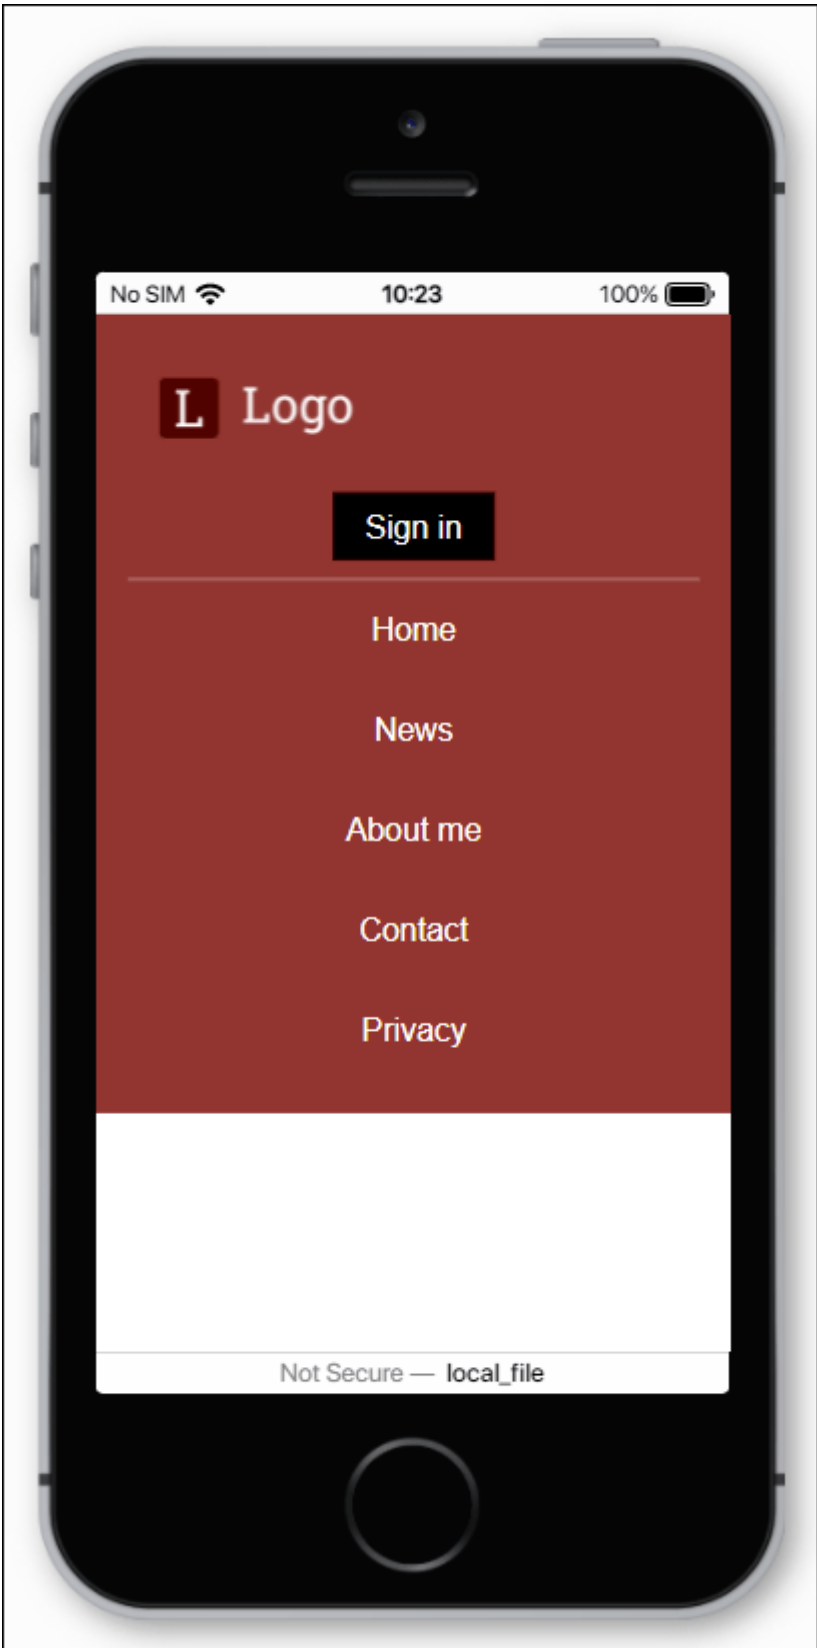 No SIM 10:23 100%
L Logo
Sign in
Home
News
About me
Contact
Privacy
Not Secure — local_file